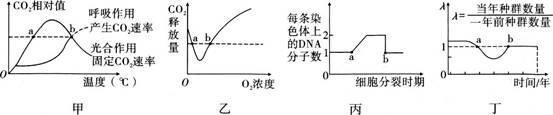 CO₂相对值
呼吸作用
产生CO₂速率
a
b
光合作用
固定CO₂速率
0
温度(℃)
甲
CO₂
释放量
a
b
0
O₂浓度
乙
每条染
色体上
的DNA
分子数
2
1
0
a
b
细胞分裂时期
丙
λ=当年种群数量
一年前种群数量
1
0
a
b
时间/年
丁